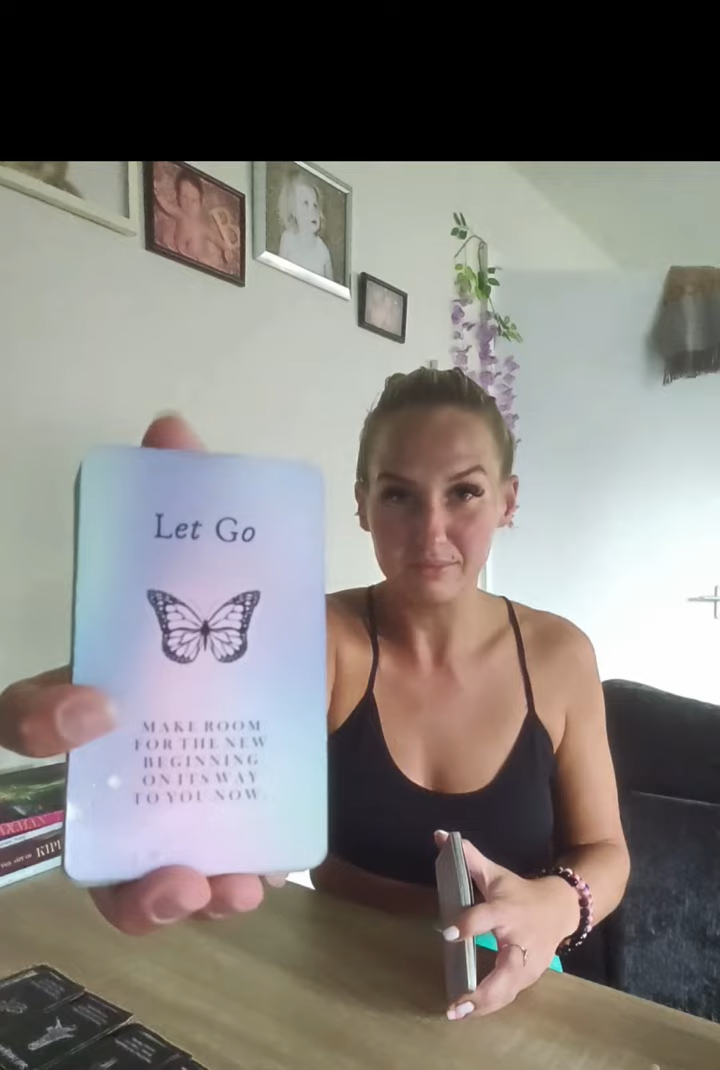 Let Go
MAKE ROOM
FOR THE NEW
BEGINNING
ON ITS WAY
TO YOU NOW.